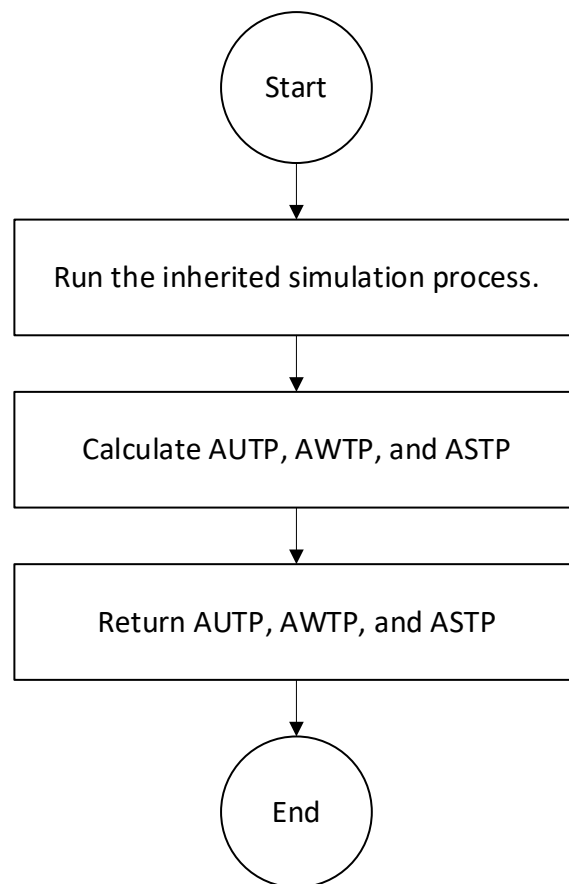 Start
Run the inherited simulation process.
Calculate AUTP, AWTP, and ASTP
Return AUTP, AWTP, and ASTP
End